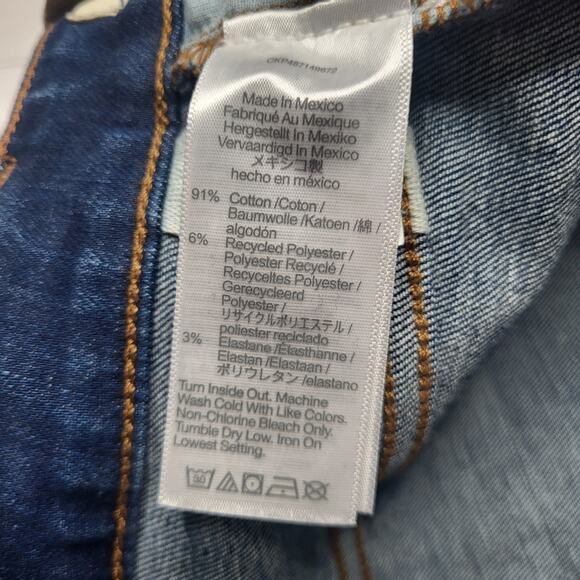 CKP487149672
Made In Mexico
Fabriqué Au Mexique
Hergestellt In Mexiko
Vervaardigd In Mexico
メキシコ製
hecho en méxico
91% Cotton /Coton /
Baumwolle /Katoen /綿 /
algodón
6% Recycled Polyester /
Polyester Recyclé /
Recyceltes Polyester /
Gerecycleerd
Polyester /
リサイクルポリエステル /
poliester reciclado
3% Elastane /Élasthanne /
Elastan /Elastaan /
ポリウレタン /elastano
Turn Inside Out. Machine
Wash Cold With Like Colors.
Non-Chlorine Bleach Only.
Tumble Dry Low. Iron On
Lowest Setting.
30